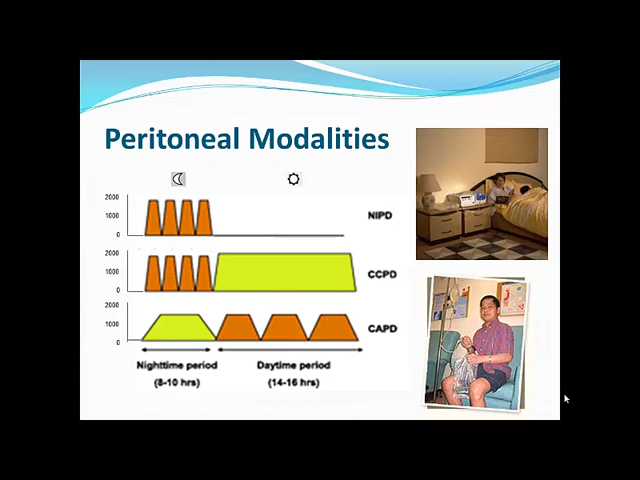 Peritoneal Modalities
2000
1000
0
NIPD
2000
1000
0
CCPD
2000
1000
0
CAPD
Nighttime period
(8-10 hrs)
Daytime period
(14-16 hrs)